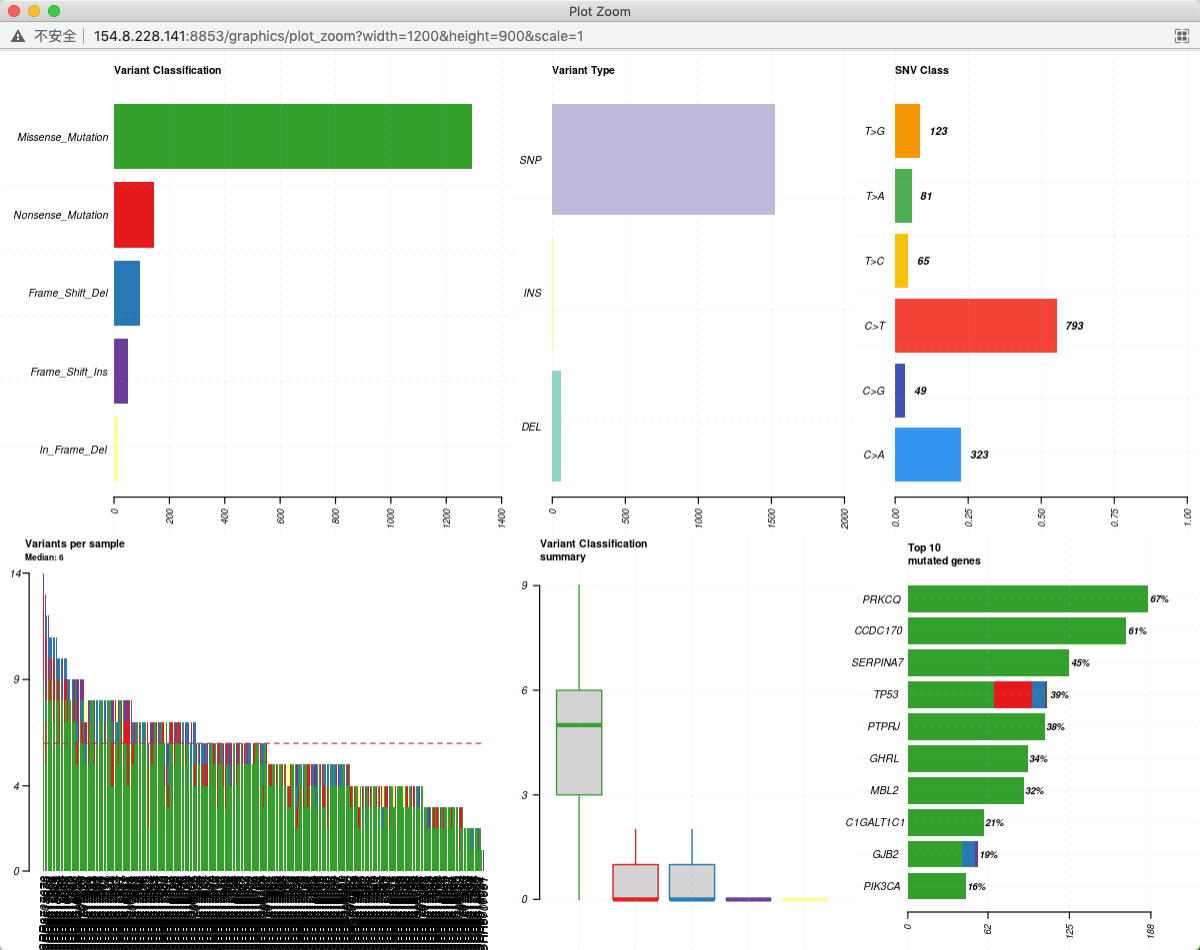 Plot Zoom
不安全 154.8.228.141:8853/graphics/plot_zoom?width=1200&height=900&scale=1
Variant Classification
Missense_Mutation
Nonsense_Mutation
Frame_Shift_Del
Frame_Shift_Ins
In_Frame_Del
0 200 400 600 800 1000 1200 1400
Variant Type
SNP
INS
DEL
0 500 1000 1500 2000
SNV Class
T>G 123
T>A 81
T>C 65
C>T 793
C>G 49
C>A 323
0.00 0.25 0.50 0.75 1.00
Variants per sample
Median: 6
14
9
4
0
Variant Classification
summary
9
6
3
0
Top 10
mutated genes
PRKCQ 67%
CCDC170 61%
SERPINA7 45%
TP53 39%
PTPRJ 38%
GHRL 34%
MBL2 32%
C1GALT1C1 21%
GJB2 19%
PIK3CA 16%
0 62 125 188